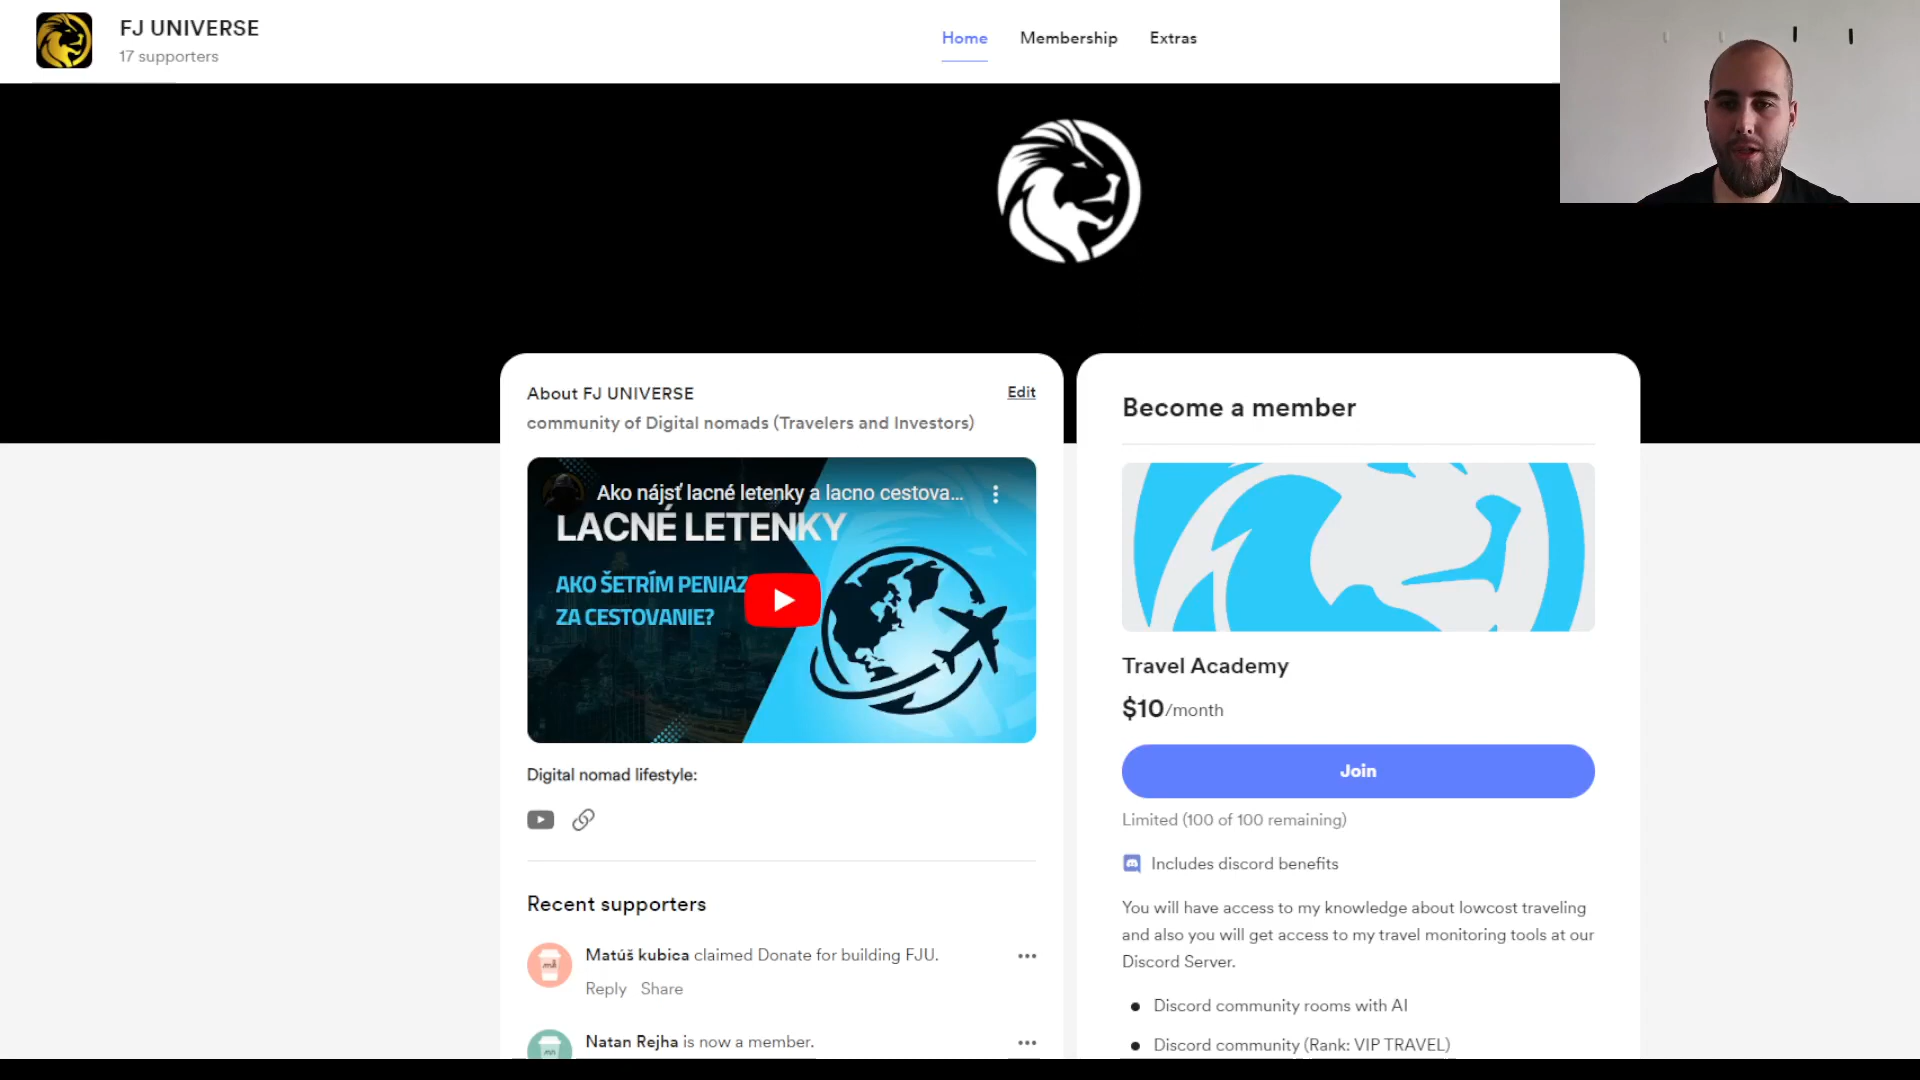 FJ UNIVERSE
17 supporters
Home
Membership
Extras
About FJ UNIVERSE
Edit
community of Digital nomads (Travelers and Investors)
Ako nájsť lacné letenky a lacno cestova...
LACNÉ LETENKY
AKO ŠETRÍM PENIAZ
ZA CESTOVANIE?
Digital nomad lifestyle:
Recent supporters
Matúš kubica claimed Donate for building FJU.
Reply Share
Natan Rejha is now a member.
Become a member
Travel Academy
$10/month
Join
Limited (100 of 100 remaining)
Includes discord benefits
You will have access to my knowledge about lowcost traveling
and also you will get access to my travel monitoring tools at our
Discord Server.
Discord community rooms with AI
Discord community (Rank: VIP TRAVEL)